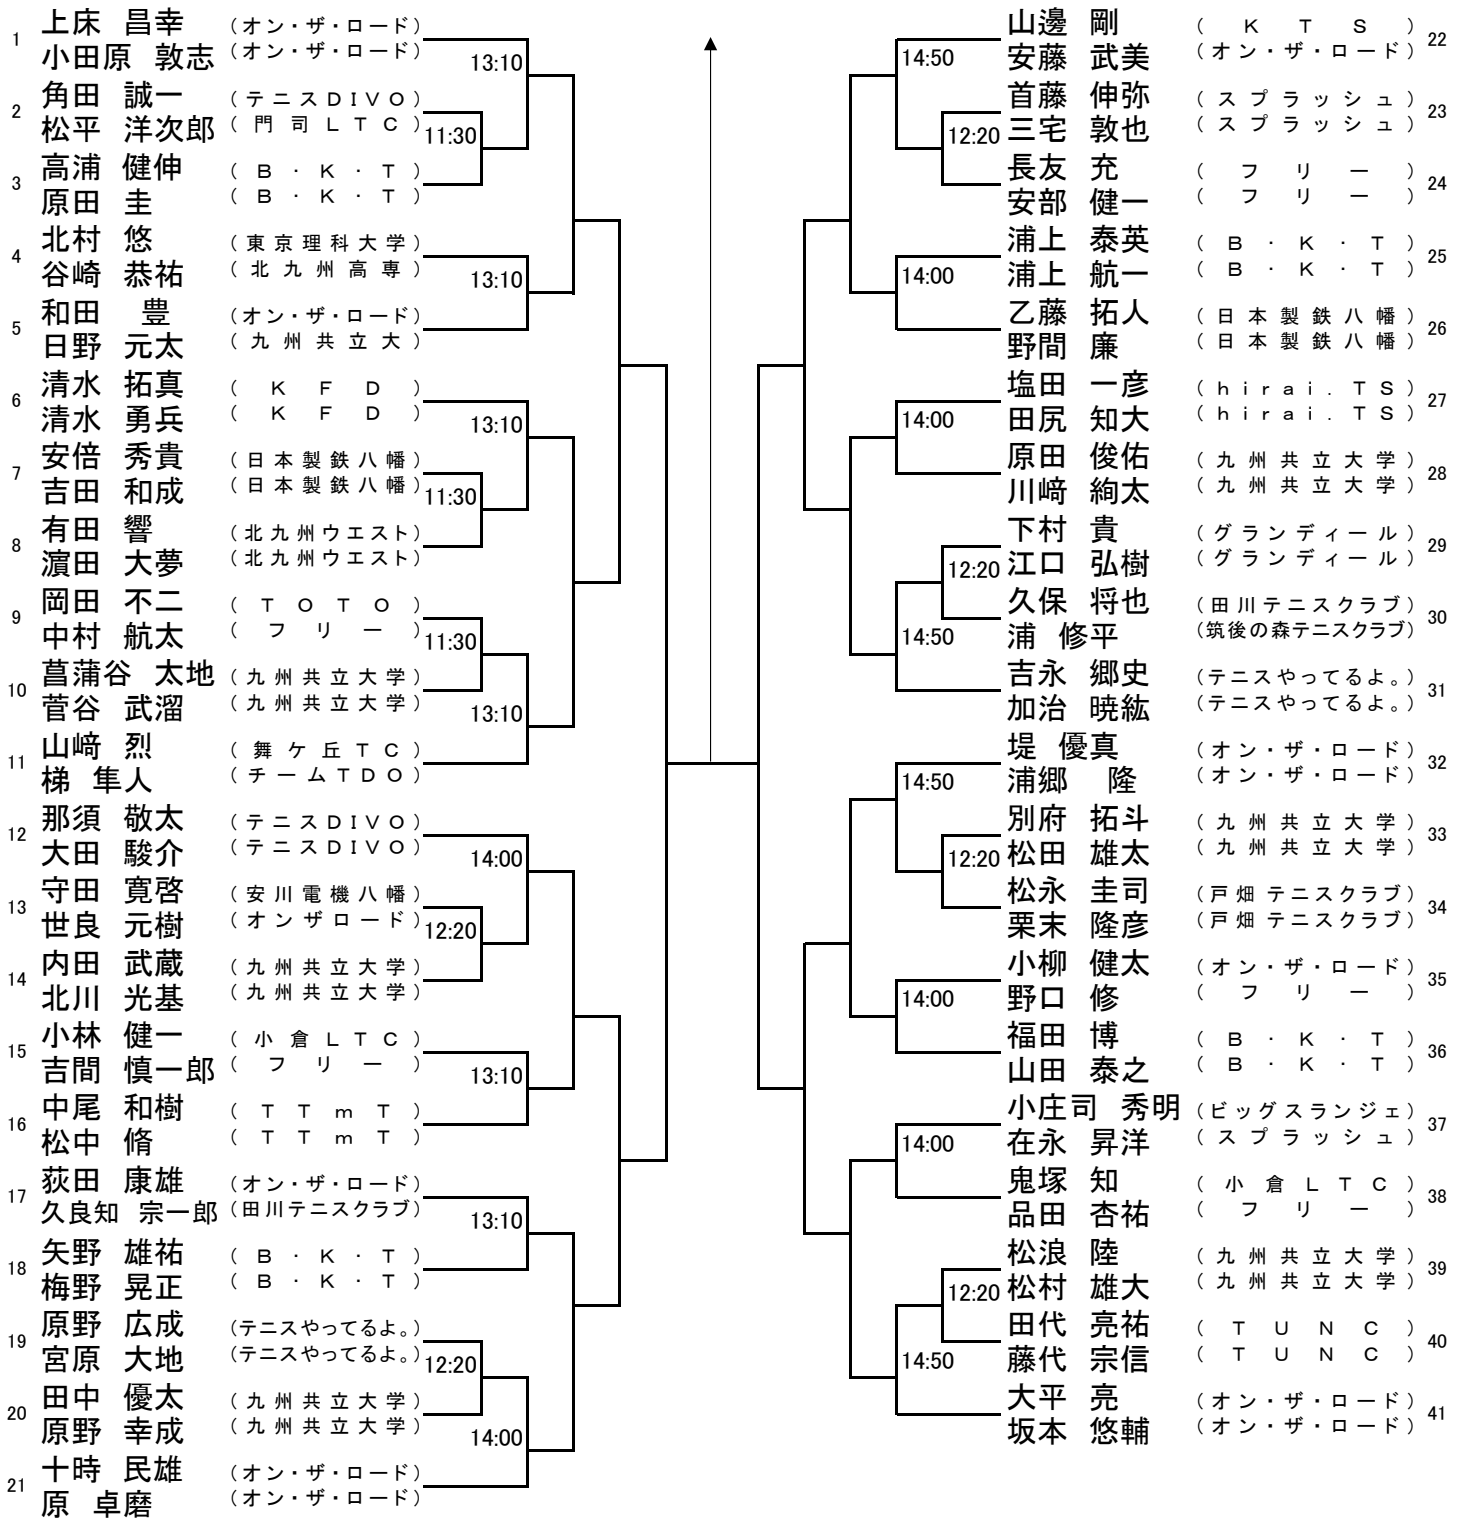 1 上床 昌幸 (オン・ザ・ロード)
小田原 敦志 (オン・ザ・ロード)
13:10
2 角田 誠一 (テニスDIVO)
松平 洋次郎 (門司LTC)
11:30
3 高浦 健伸 (B・K・T)
原田 圭 (B・K・T)
4 北村 悠 (東京理科大学)
谷崎 恭祐 (北九州高専)
13:10
5 和田 豊 (オン・ザ・ロード)
日野 元太 (九州共立大)
6 清水 拓真 (KFD)
清水 勇兵 (KFD)
13:10
7 安倍 秀貴 (日本製鉄八幡)
吉田 和成 (日本製鉄八幡)
11:30
8 有田 響 (北九州ウエスト)
濵田 大夢 (北九州ウエスト)
9 岡田 不二 (TOTO)
中村 航太 (フリー)
11:30
10 菖蒲谷 太地 (九州共立大学)
菅谷 武溜 (九州共立大学)
13:10
11 山﨑 烈 (舞ケ丘TC)
梯 隼人 (チームTDO)
12 那須 敬太 (テニスDIVO)
大田 駿介 (テニスDIVO)
14:00
13 守田 寛啓 (安川電機八幡)
世良 元樹 (オンザロード)
12:20
14 内田 武蔵 (九州共立大学)
北川 光基 (九州共立大学)
15 小林 健一 (小倉LTC)
吉間 慎一郎 (フリー)
13:10
16 中尾 和樹 (TTmT)
松中 脩 (TTmT)
17 荻田 康雄 (オン・ザ・ロード)
久良知 宗一郎 (田川テニスクラブ)
13:10
18 矢野 雄祐 (B・K・T)
梅野 晃正 (B・K・T)
19 原野 広成 (テニスやってるよ。)
宮原 大地 (テニスやってるよ。)
12:20
20 田中 優太 (九州共立大学)
原野 幸成 (九州共立大学)
14:00
21 十時 民雄 (オン・ザ・ロード)
原 卓磨 (オン・ザ・ロード)
山邊 剛 (KTS) 22
安藤 武美 (オン・ザ・ロード)
14:50
首藤 伸弥 (スプラッシュ) 23
三宅 敦也 (スプラッシュ)
12:20
長友 充 (フリー) 24
安部 健一 (フリー)
浦上 泰英 (B・K・T) 25
浦上 航一 (B・K・T)
14:00
乙藤 拓人 (日本製鉄八幡) 26
野間 廉 (日本製鉄八幡)
塩田 一彦 (hirai.TS) 27
田尻 知大 (hirai.TS)
14:00
原田 俊佑 (九州共立大学) 28
川﨑 絢太 (九州共立大学)
下村 貴 (グランディール) 29
江口 弘樹 (グランディール)
12:20
久保 将也 (田川テニスクラブ) 30
浦 修平 (筑後の森テニスクラブ)
14:50
吉永 郷史 (テニスやってるよ。) 31
加治 暁紘 (テニスやってるよ。)
堤 優真 (オン・ザ・ロード) 32
浦郷 隆 (オン・ザ・ロード)
14:50
別府 拓斗 (九州共立大学) 33
松田 雄太 (九州共立大学)
12:20
松永 圭司 (戸畑テニスクラブ) 34
栗末 隆彦 (戸畑テニスクラブ)
小柳 健太 (オン・ザ・ロード) 35
野口 修 (フリー)
14:00
福田 博 (B・K・T) 36
山田 泰之 (B・K・T)
小庄司 秀明 (ビッグスランジェ) 37
在永 昇洋 (スプラッシュ)
14:00
鬼塚 知 (小倉LTC) 38
品田 杏祐 (フリー)
松浪 陸 (九州共立大学) 39
松村 雄大 (九州共立大学)
12:20
田代 亮祐 (TUNC) 40
藤代 宗信 (TUNC)
14:50
大平 亮 (オン・ザ・ロード) 41
坂本 悠輔 (オン・ザ・ロード)